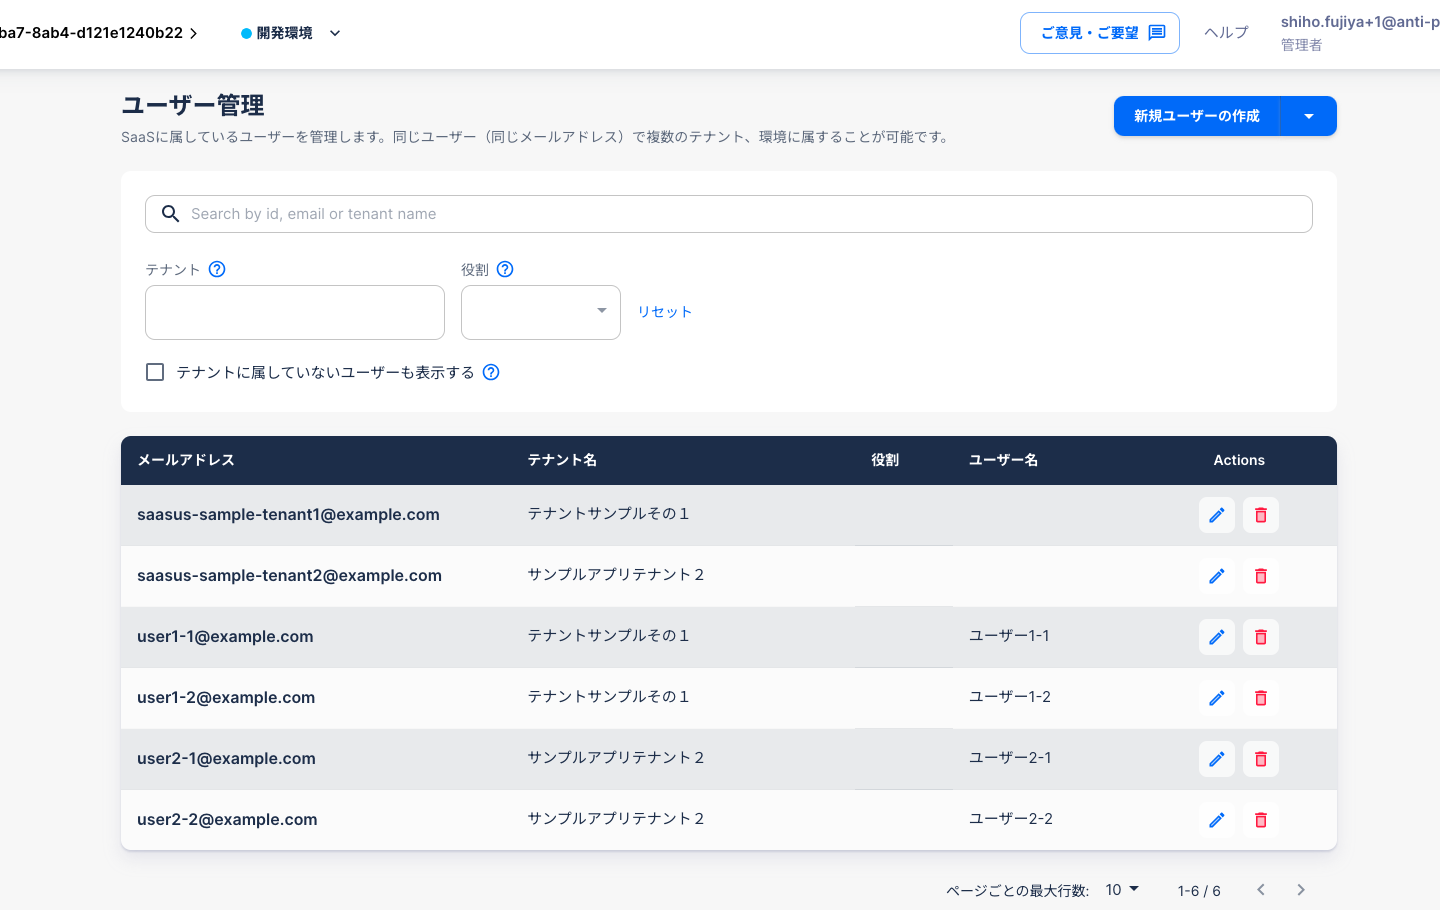 ba7-8ab4-d121e1240b22
開発環境
ご意見・ご要望
ヘルプ
shiho.fujiya+1@anti-p
管理者
ユーザー管理
SaaSに属しているユーザーを管理します。同じユーザー（同じメールアドレス）で複数のテナント、環境に属することが可能です。
新規ユーザーの作成
Search by id, email or tenant name
テナント
役割
リセット
テナントに属していないユーザーも表示する
メールアドレス テナント名 役割 ユーザー名 Actions
saasus-sample-tenant1@example.com テナントサンプルその１
saasus-sample-tenant2@example.com サンプルアプリテナント２
user1-1@example.com テナントサンプルその１ ユーザー1-1
user1-2@example.com テナントサンプルその１ ユーザー1-2
user2-1@example.com サンプルアプリテナント２ ユーザー2-1
user2-2@example.com サンプルアプリテナント２ ユーザー2-2
ページごとの最大行数: 10 1-6 / 6